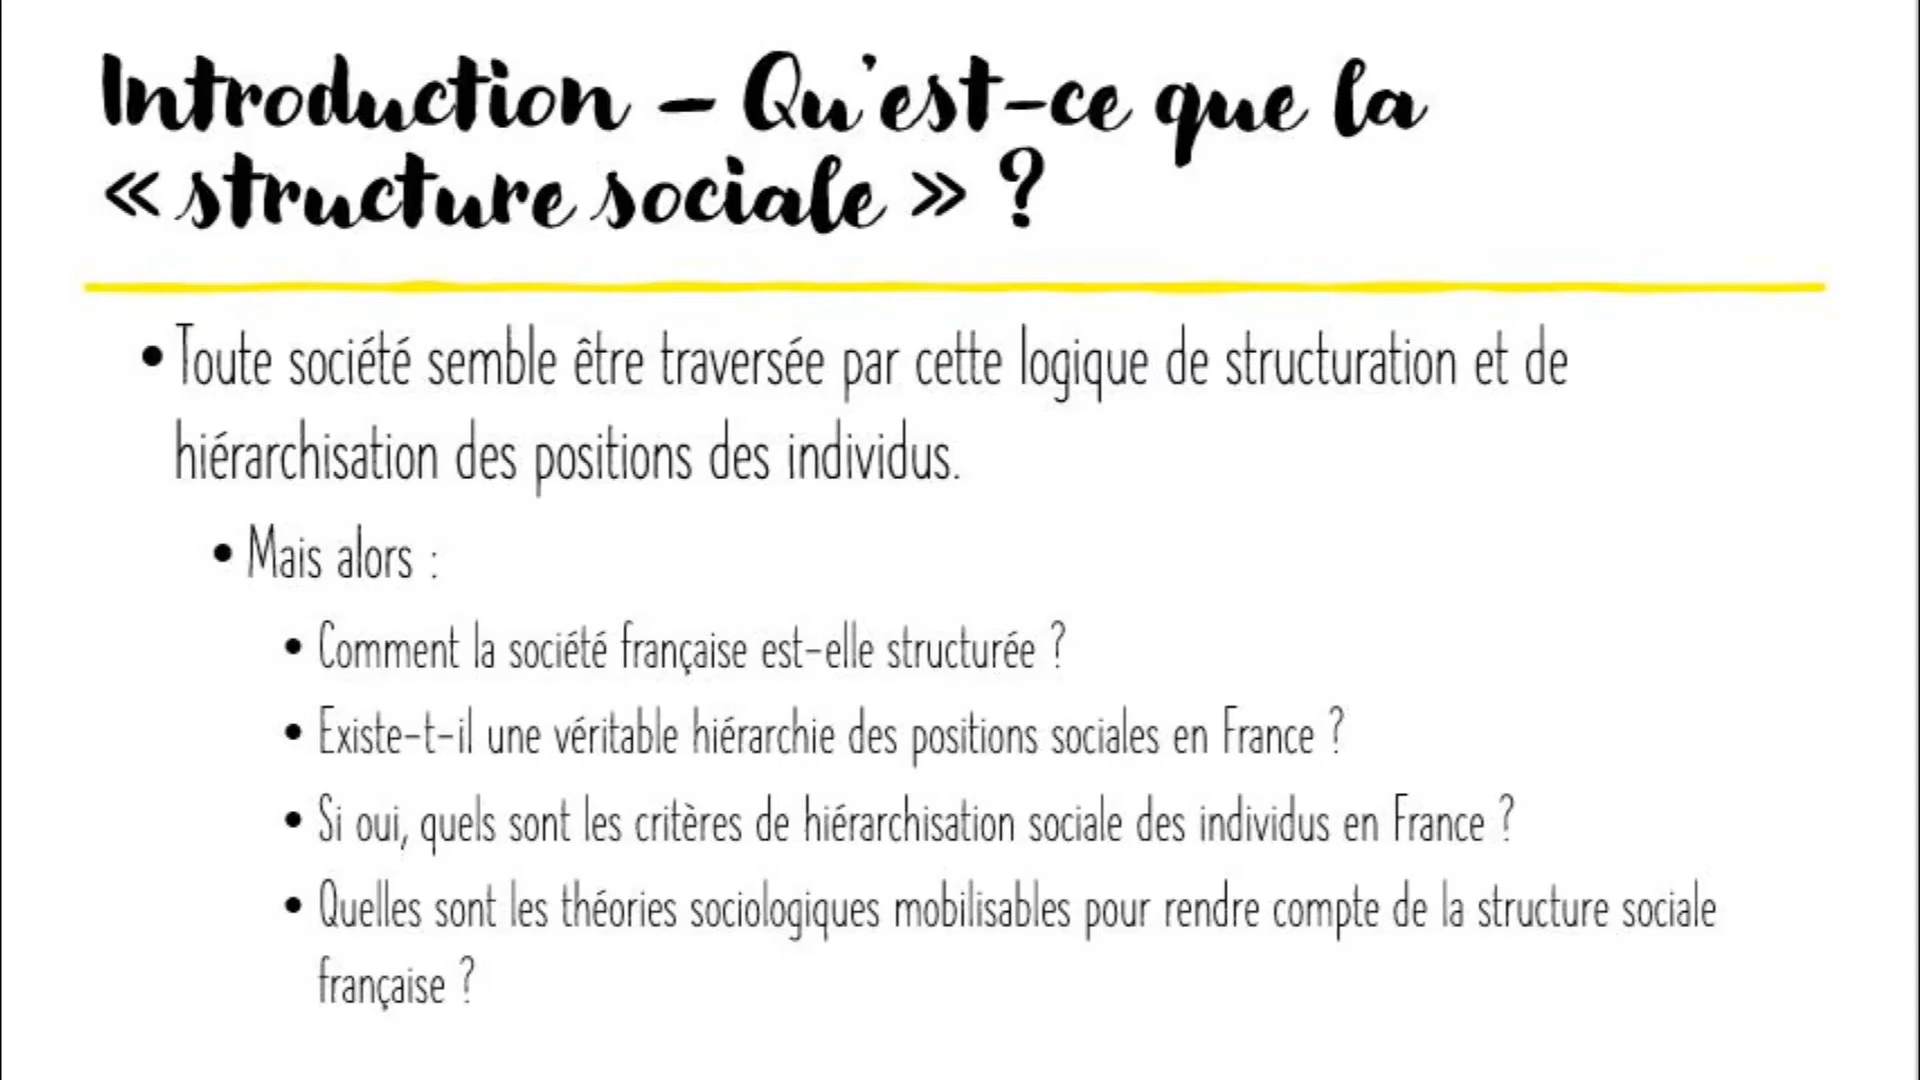 Introduction – Qu'est-ce que la
« structure sociale » ?
• Toute société semble être traversée par cette logique de structuration et de
hiérarchisation des positions des individus.
• Mais alors :
• Comment la société française est-elle structurée ?
• Existe-t-il une véritable hiérarchie des positions sociales en France ?
• Si oui, quels sont les critères de hiérarchisation sociale des individus en France ?
• Quelles sont les théories sociologiques mobilisables pour rendre compte de la structure sociale
française ?